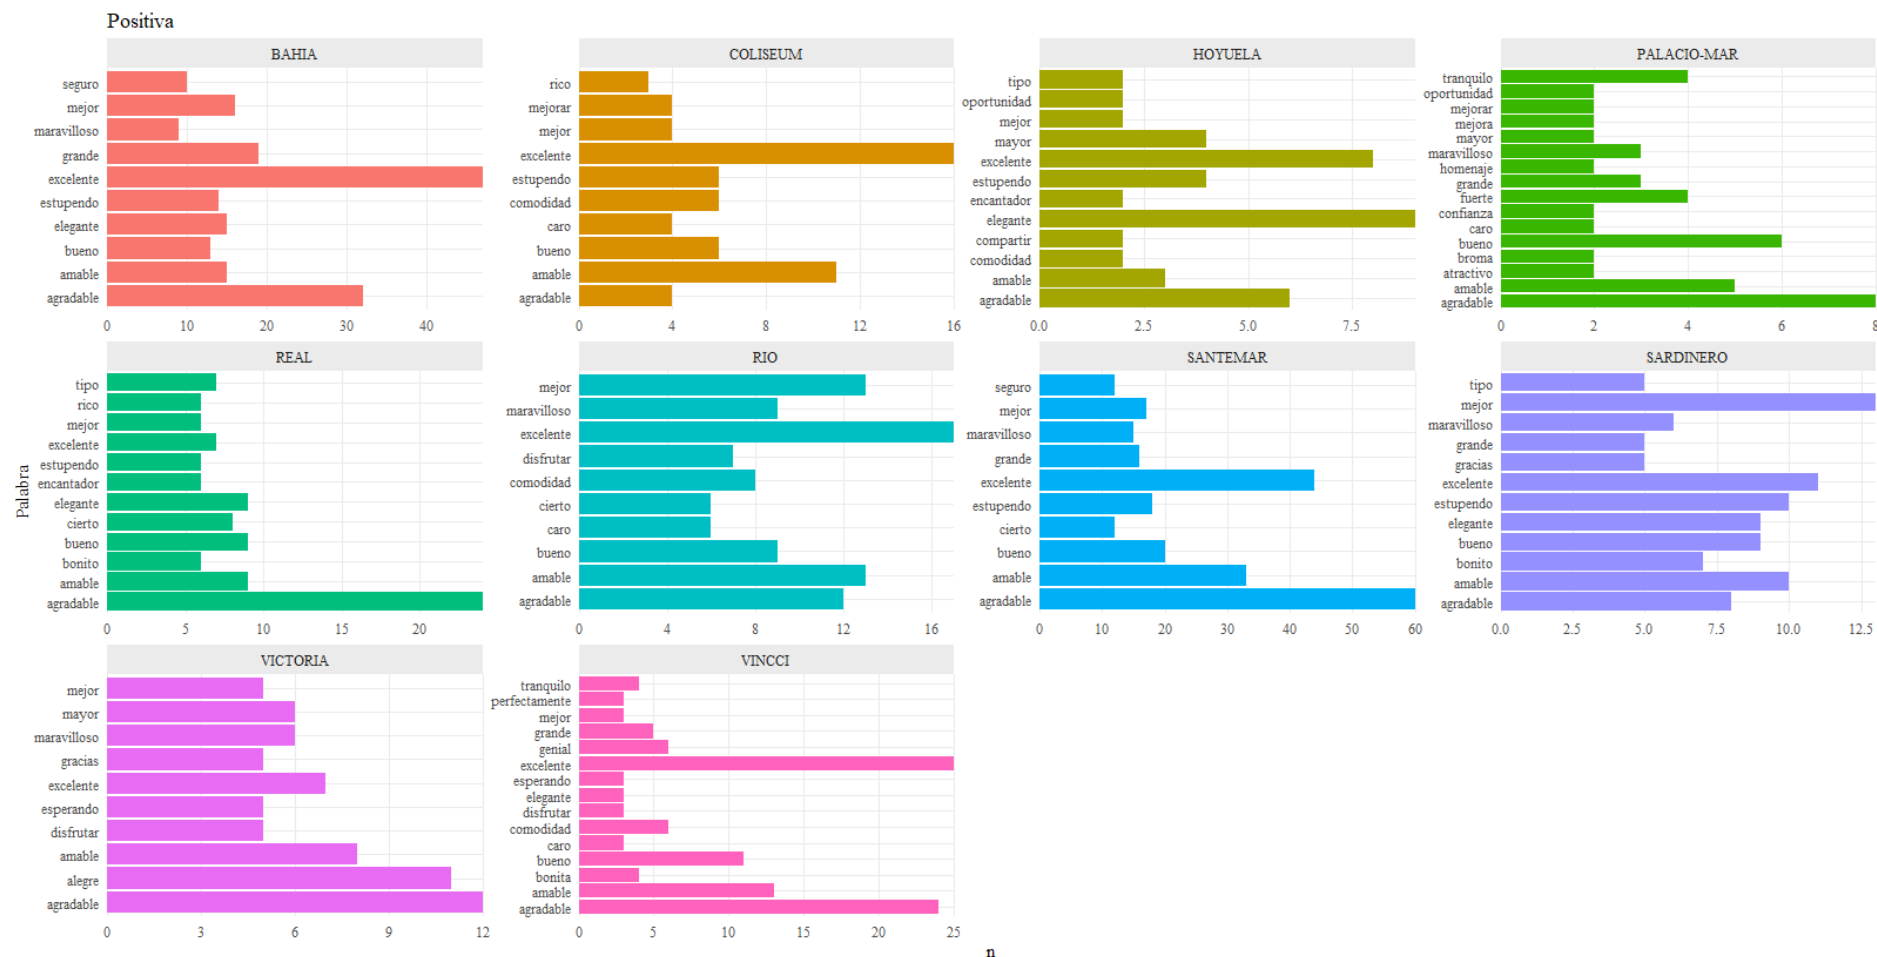 Positiva
BAHIA
seguro
mejor
maravilloso
grande
excelente
estupendo
elegante
bueno
amable
agradable
0 10 20 30 40
COLISEUM
rico
mejorar
mejor
excelente
estupendo
comodidad
caro
bueno
amable
agradable
0 4 8 12 16
HOYUELA
tipo
oportunidad
mejor
mayor
excelente
estupendo
encantador
elegante
compartir
comodidad
amable
agradable
0.0 2.5 5.0 7.5
PALACIO-MAR
tranquilo
oportunidad
mejorar
mejora
mayor
maravilloso
homenaje
grande
fuerte
confianza
caro
bueno
broma
atractivo
amable
agradable
0 2 4 6 8
Palabra
REAL
tipo
rico
mejor
excelente
estupendo
encantador
elegante
cierto
bueno
bonito
amable
agradable
0 5 10 15 20
RIO
mejor
maravilloso
excelente
disfrutar
comodidad
cierto
caro
bueno
amable
agradable
0 4 8 12 16
SANTEMAR
seguro
mejor
maravilloso
grande
excelente
estupendo
cierto
bueno
amable
agradable
0 10 20 30 40 50 60
SARDINERO
tipo
mejor
maravilloso
grande
gracias
excelente
estupendo
elegante
bueno
bonito
amable
agradable
0.0 2.5 5.0 7.5 10.0 12.5
VICTORIA
mejor
mayor
maravilloso
gracias
excelente
esperando
disfrutar
amable
alegre
agradable
0 3 6 9 12
VINCCI
tranquilo
perfectamente
mejor
grande
genial
excelente
esperando
elegante
disfrutar
comodidad
caro
bueno
bonita
amable
agradable
0 5 10 15 20 25
n